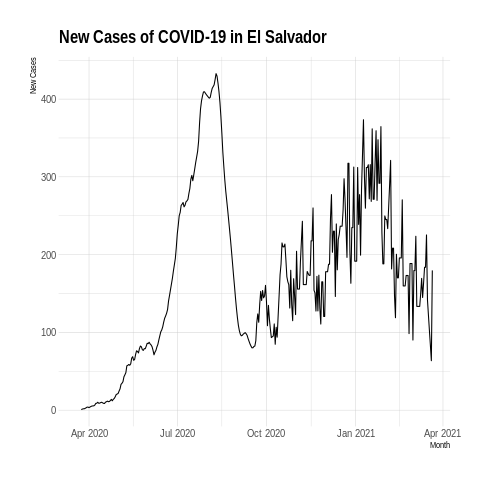 New Cases of COVID-19 in El Salvador
New Cases
400
300
200
100
0
Apr 2020 Jul 2020 Oct 2020 Jan 2021 Apr 2021
Month